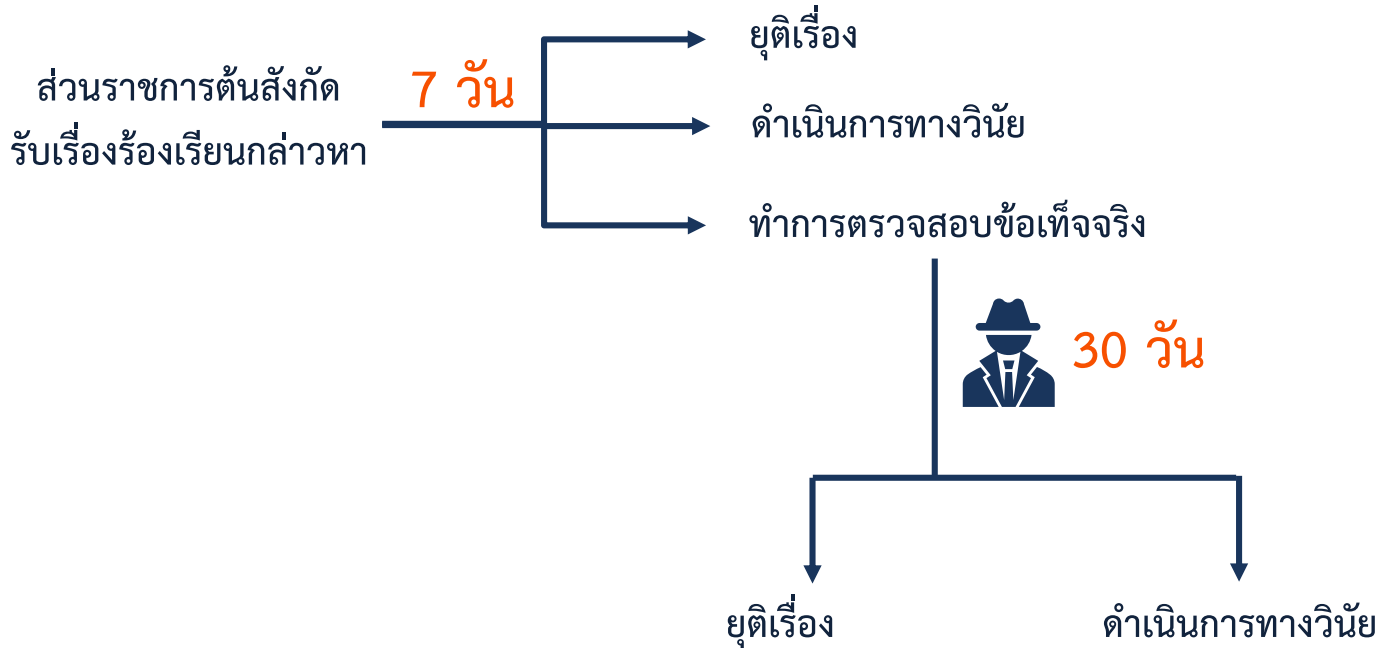 ส่วนราชการต้นสังกัด
รับเรื่องร้องเรียนกล่าวหา
7 วัน
ยุติเรื่อง
ดำเนินการทางวินัย
ทำการตรวจสอบข้อเท็จจริง
30 วัน
ยุติเรื่อง
ดำเนินการทางวินัย